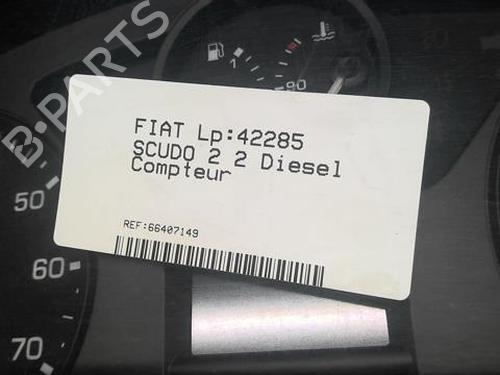 B-PARTS
90
FIAT Lp:42285
SCUDO 2 2 Diesel
Compteur
REF:66407149
50
60
70